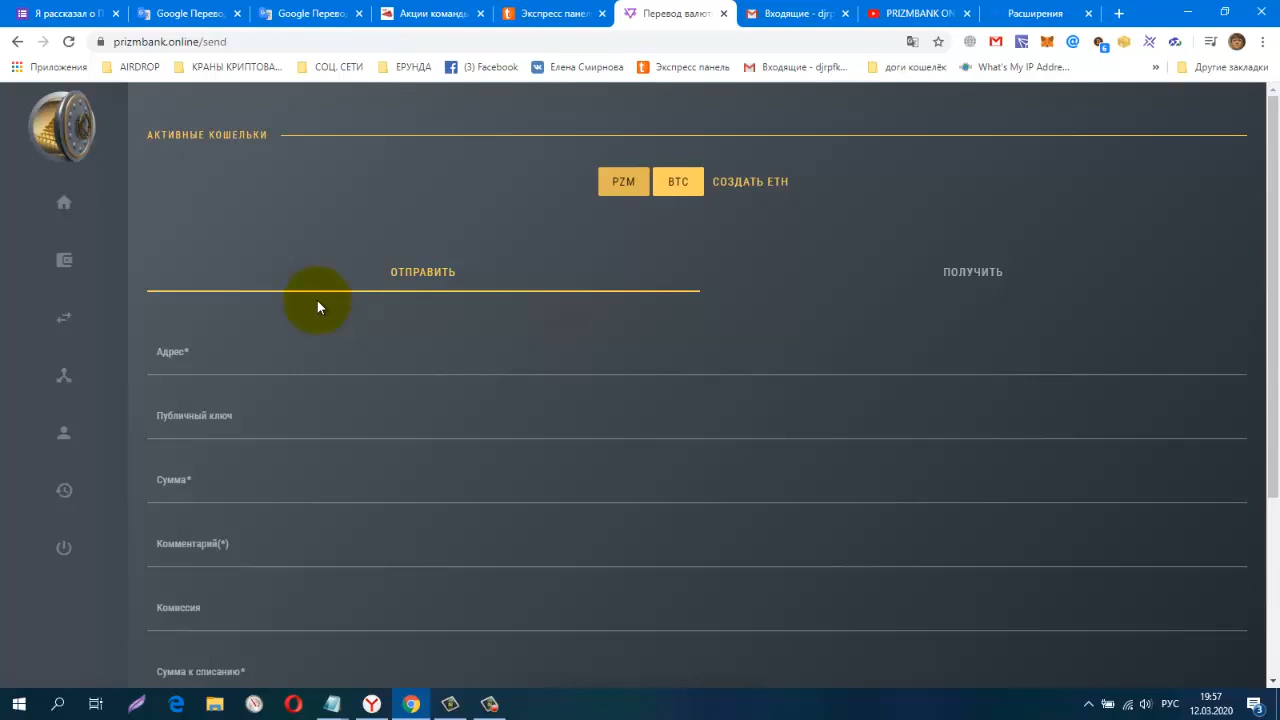 Я рассказал о Перево
Google Перево
Акции команды
Экспресс панел
Перевод валют
Входящие - djrp
PRIZMBANK ON
Расширения
prizmbank.online/send
6
Приложения
AIRDROP
КРАНЫ КРИПТОВА...
СОЦ. СЕТИ
ЕРУНДА
(3) Facebook
Елена Смирнова
Экспресс панель
Входящие - djrpfk...
доги кошелёк
What's My IP Addre...
»
Другие закладки
АКТИВНЫЕ КОШЕЛЬКИ
PZM
BTC
СОЗДАТЬ ETH
ОТПРАВИТЬ
ПОЛУЧИТЬ
Адрес*
Публичный ключ
Сумма*
Комментарий(*)
Комиссия
Сумма к списанию*
РУС
19:57
12.03.2020
3